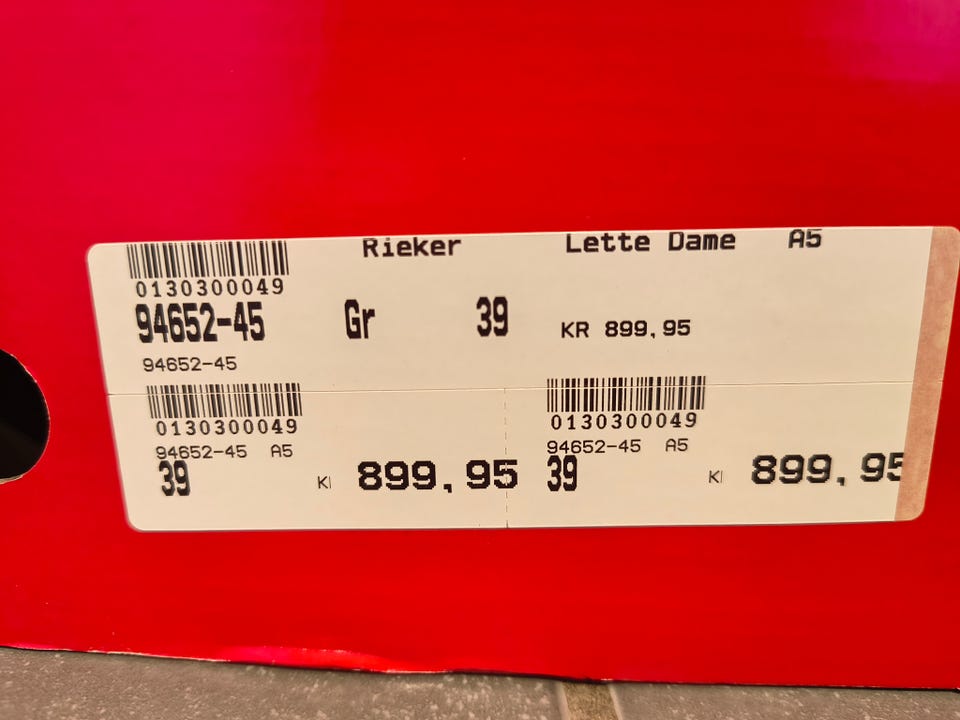 Rieker Lette Dame A5
0130300049
94652-45 Gr 39 KR 899,95
94652-45
0130300049
94652-45 A5
39 K 899,95
0130300049
94652-45 A5
39 K 899,95